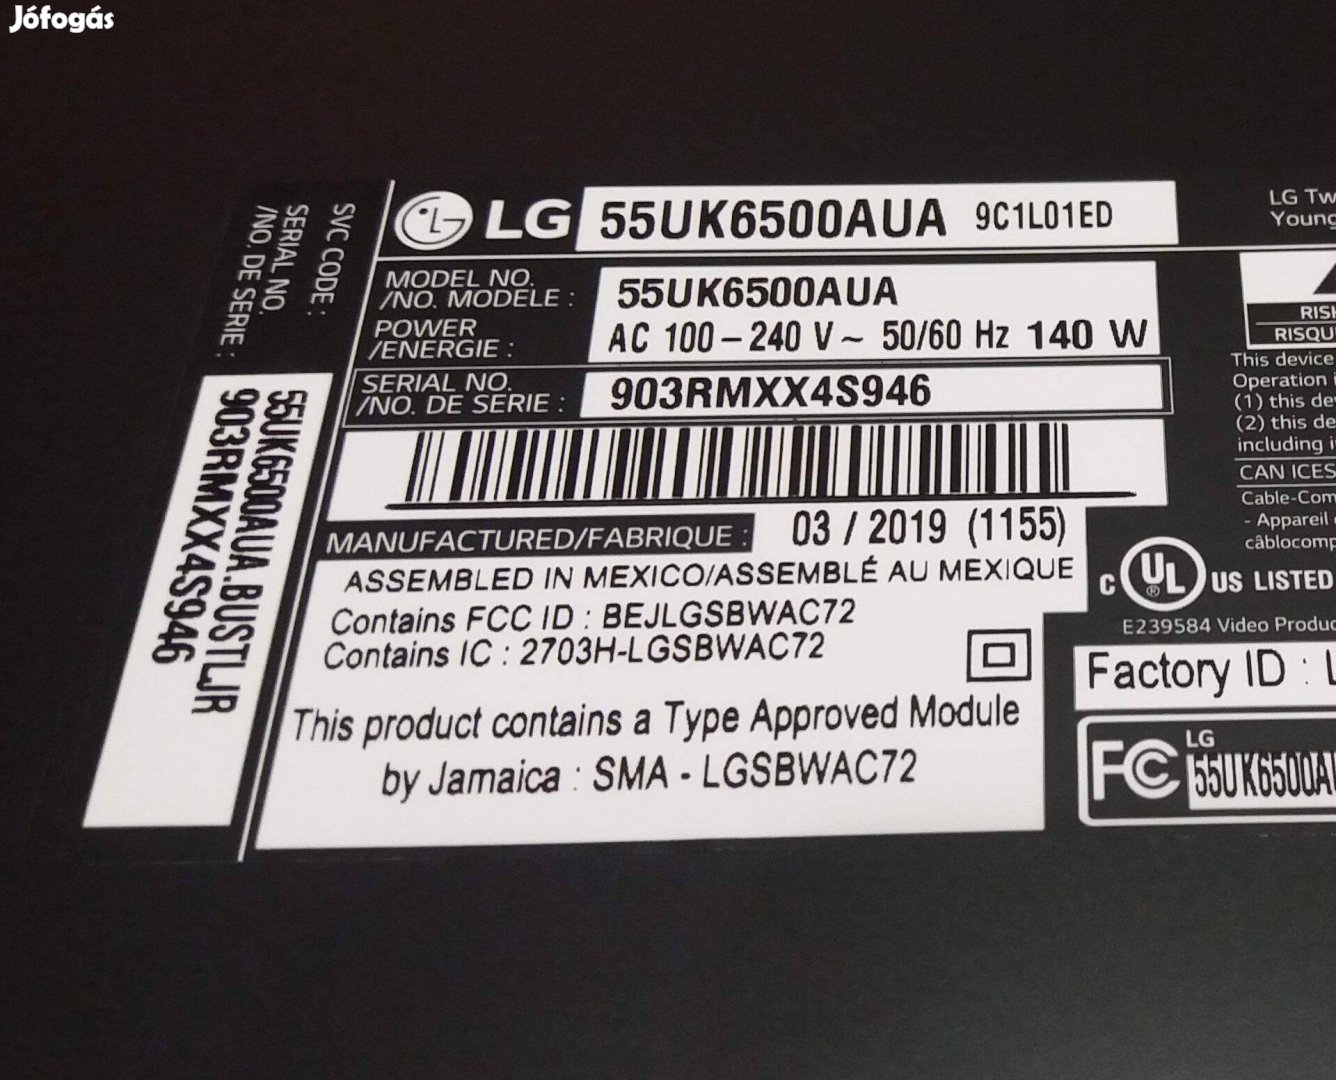 Jófogás
LG 55UK6500AUA 9C1L01ED
MODEL NO.
/NO. MODELE : 55UK6500AUA
POWER
/ENERGIE : AC 100-240 V~ 50/60 Hz 140 W
SERIAL NO.
/NO. DE SERIE : 903RMXX4S946
MANUFACTURED/FABRIQUE : 03 / 2019 (1155)
ASSEMBLED IN MEXICO/ASSEMBLÉ AU MEXIQUE
Contains FCC ID : BEJLGSBWAC72
Contains IC : 2703H-LGSBWAC72
This product contains a Type Approved Module
by Jamaica : SMA - LGSBWAC72
S/C CODE :
SERIAL NO.
/NO. DE SERIE :
55UK6500AUA.BUSTLJR
903RMXX4S946
LG Tw
Young
RISK
RISQU
This device
Operation i
(1) this de
(2) this de
including i
CAN ICES
Cable-Com
- Appareil
câblocomp
C UL ® US LISTED
E239584 Video Produc
Factory ID : L
FC LG
55UK6500AU